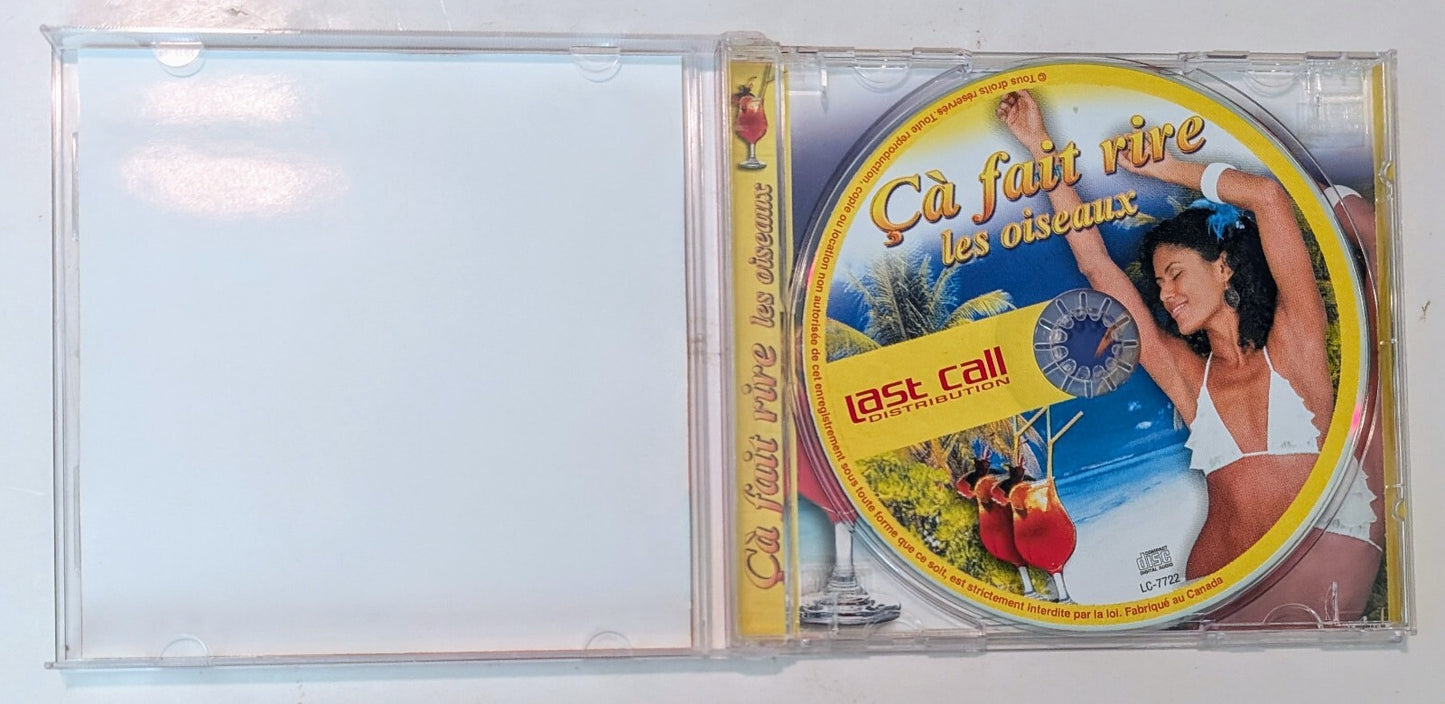 Çà fait rire les oiseaux
Çà fait rire
les oiseaux
last call
DISTRIBUTION
COMPACT
disc
DIGITAL AUDIO
LC-7722
© Tous droits réservés. Toute reproduction, copie ou location non autorisée de cet enregistrement sous toute forme que ce soit, est strictement interdite par la loi. Fabriqué au Canada